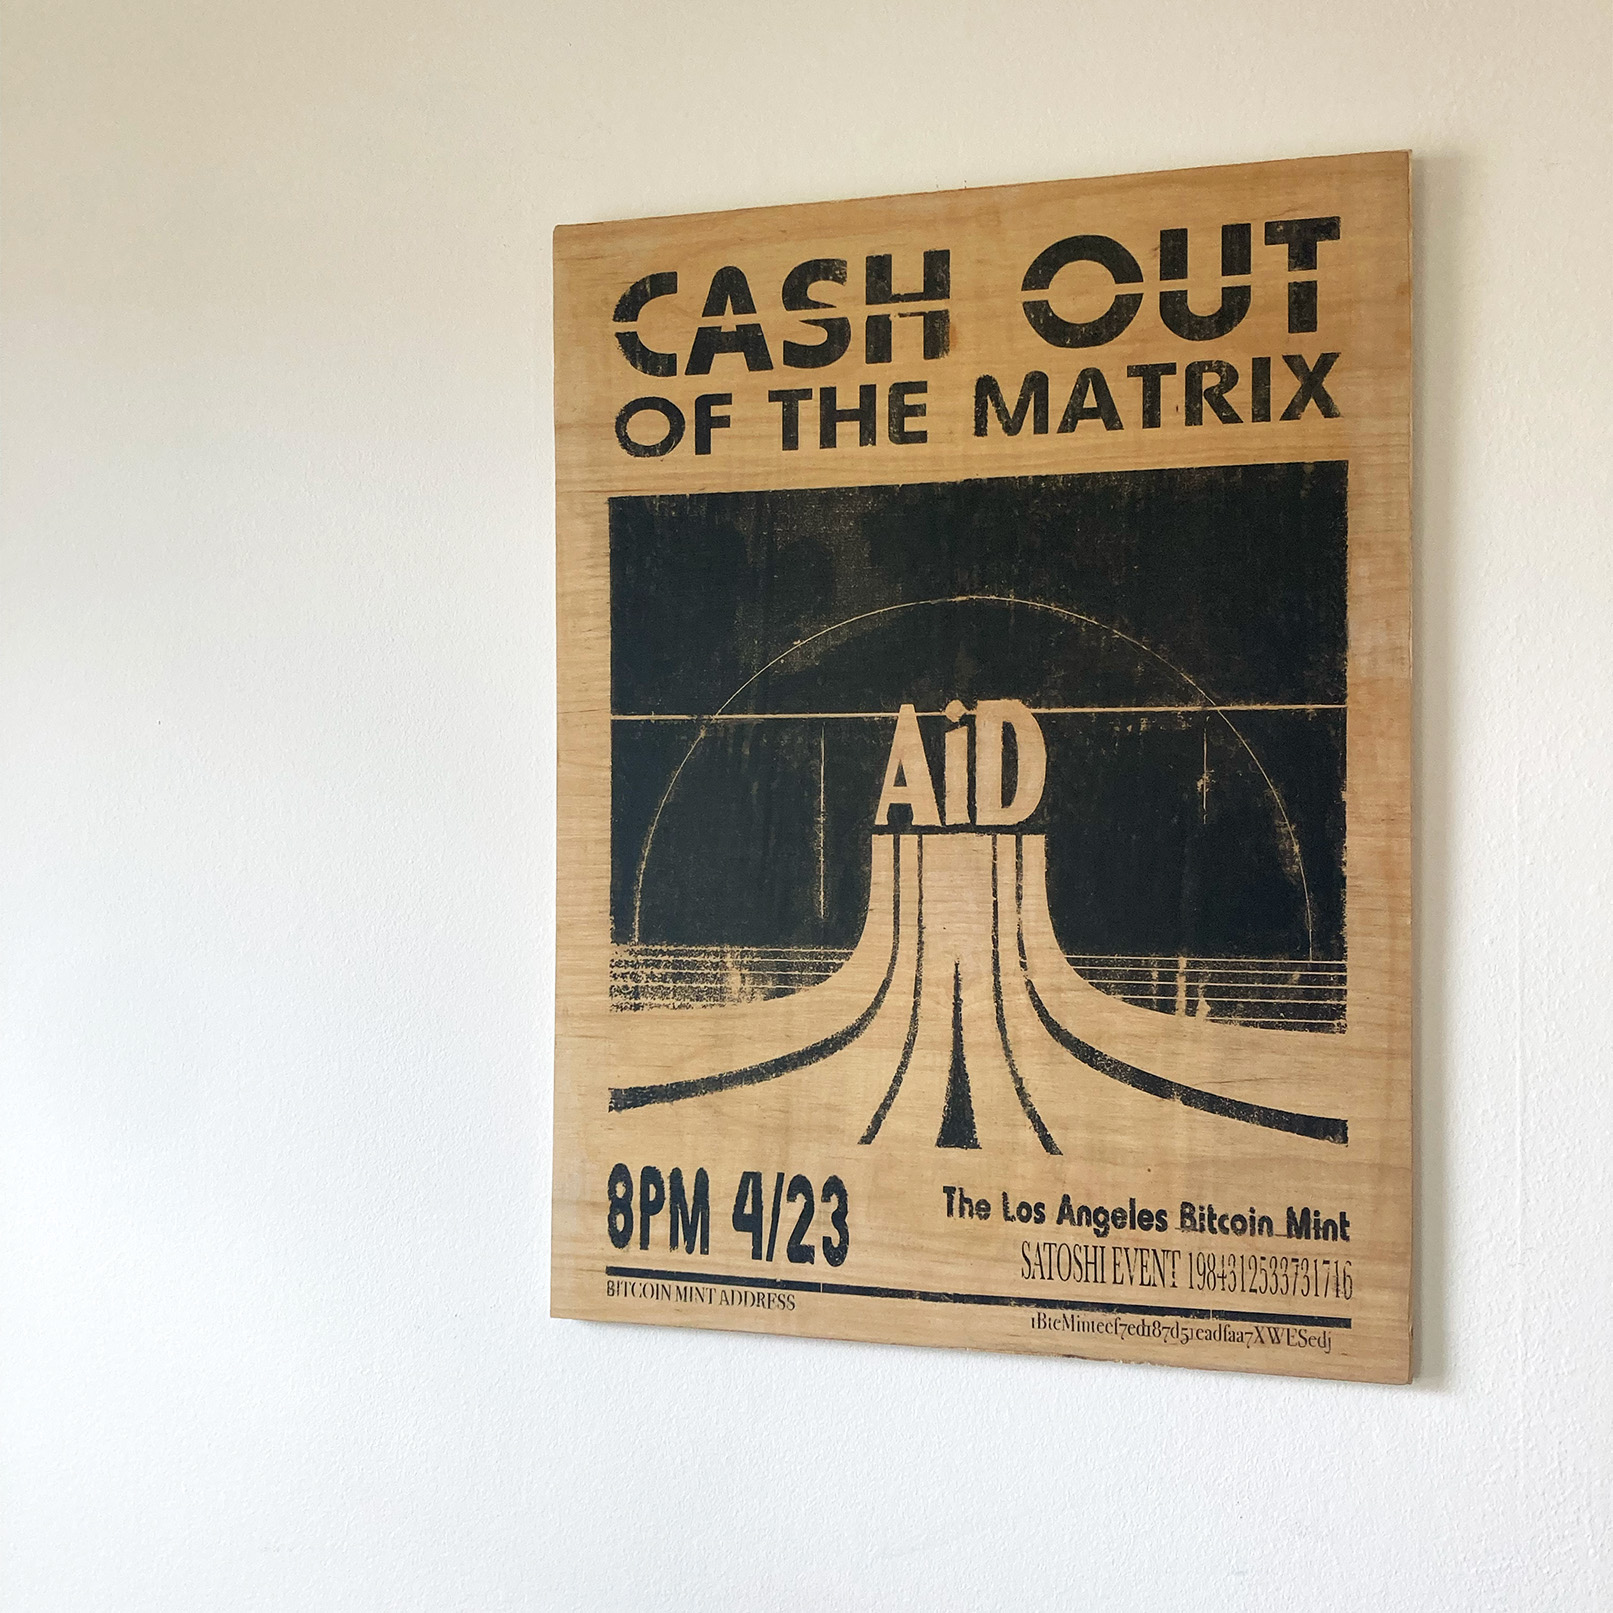 CASH OUT
OF THE MATRIX
AiD
8PM 4/23
The Los Angeles Bitcoin Mint
SATOSHI EVENT 1984312533731716
BITCOIN MINT ADDRESS